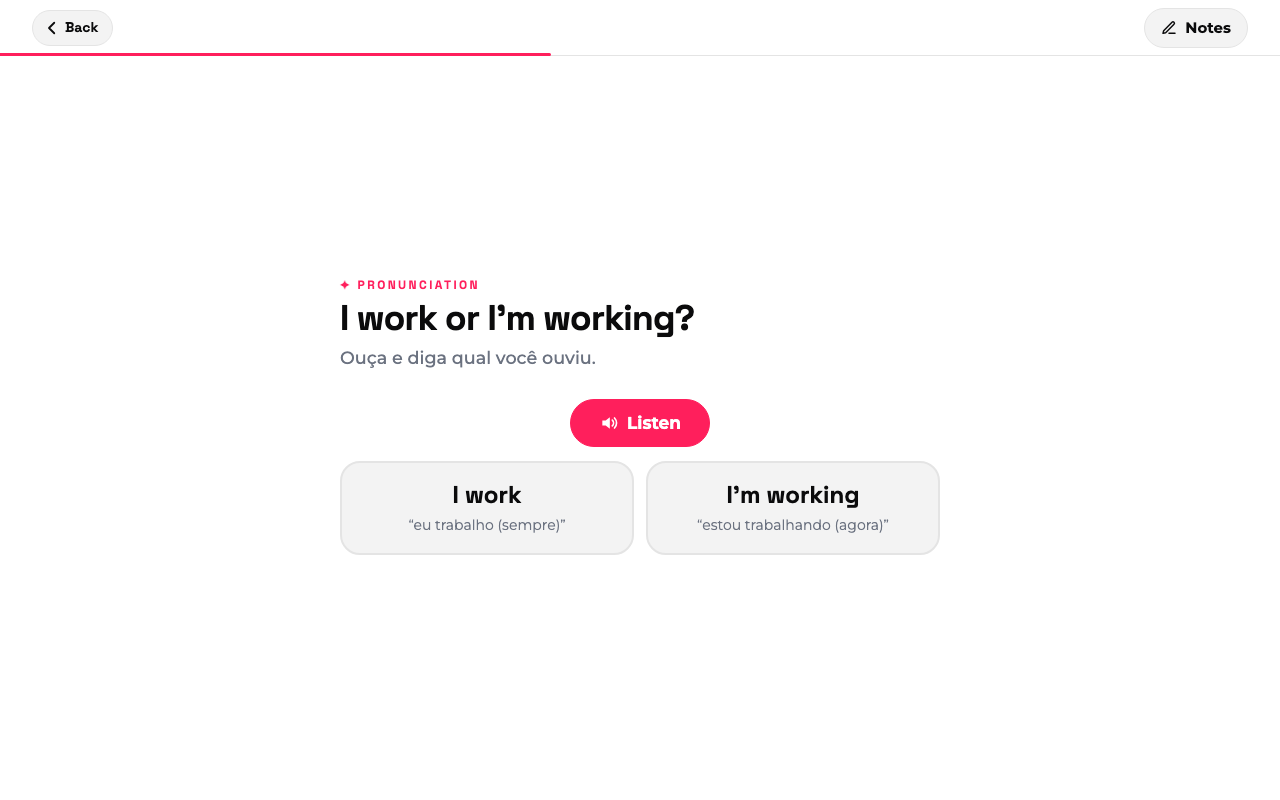 Back
Notes
✦ PRONUNCIATION
I work or I’m working?
Ouça e diga qual você ouviu.
Listen
I work
“eu trabalho (sempre)”
I’m working
“estou trabalhando (agora)”